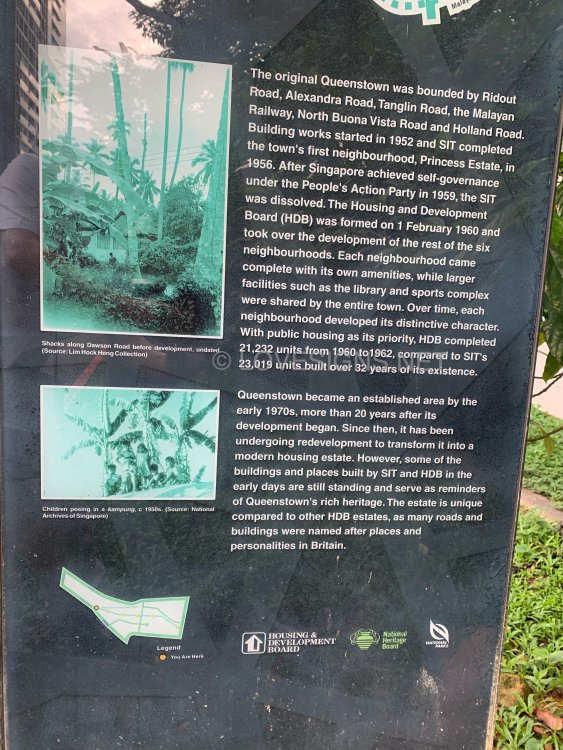 Malay
The original Queenstown was bounded by Ridout
Road, Alexandra Road, Tanglin Road, the Malayan
Railway, North Buona Vista Road and Holland Road.
Building works started in 1952 and SIT completed
the town's first neighbourhood, Princess Estate, in
1956. After Singapore achieved self-governance
under the People's Action Party in 1959, the SIT
was dissolved. The Housing and Development
Board (HDB) was formed on 1 February 1960 and
took over the development of the rest of the six
neighbourhoods. Each neighbourhood came
complete with its own amenities, while larger
facilities such as the library and sports complex
were shared by the entire town. Over time, each
neighbourhood developed its distinctive character.
With public housing as its priority, HDB completed
21,232 units from 1960 to 1962, compared to SIT's
23,019 units built over 32 years of its existence.
Shacks along Dawson Road before development, undated
(Source: Lim Hock Heng Collection)
© LOVESIGNS.NET
Queenstown became an established area by the
early 1970s, more than 20 years after its
development began. Since then, it has been
undergoing redevelopment to transform it into a
modern housing estate. However, some of the
buildings and places built by SIT and HDB in the
early days are still standing and serve as reminders
of Queenstown's rich heritage. The estate is unique
compared to other HDB estates, as many roads and
buildings were named after places and
personalities in Britain.
Children posing in a kampung, c 1950s. (Source: National
Archives of Singapore)
Legend
You Are Here
HOUSING &
DEVELOPMENT
BOARD
National
Heritage
Board
NATIONAL
PARKS